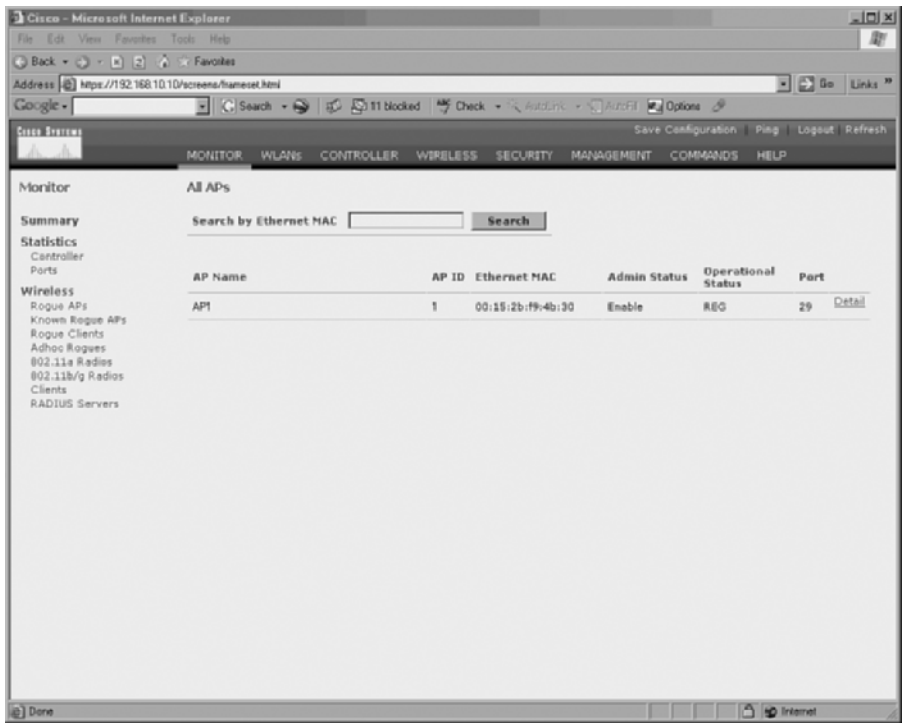 Cisco - Microsoft Internet Explorer
File Edit View Favorites Tools Help
Back Favorites
Address https://192.168.10.10/screens/frameset.html Go Links »
Google Search 11 blocked Check AutoLink AutoFill Options
CISCO SYSTEMS
Save Configuration | Ping | Logout | Refresh
MONITOR WLANs CONTROLLER WIRELESS SECURITY MANAGEMENT COMMANDS HELP
Monitor
Summary
Statistics
Controller
Ports
Wireless
Rogue APs
Known Rogue APs
Rogue Clients
Adhoc Rogues
802.11a Radios
802.11b/g Radios
Clients
RADIUS Servers
All APs
Search by Ethernet MAC Search
AP Name AP ID Ethernet MAC Admin Status Operational Status Port
AP1 1 00:15:2b:f9:4b:30 Enable REG 29 Detail
Done Internet